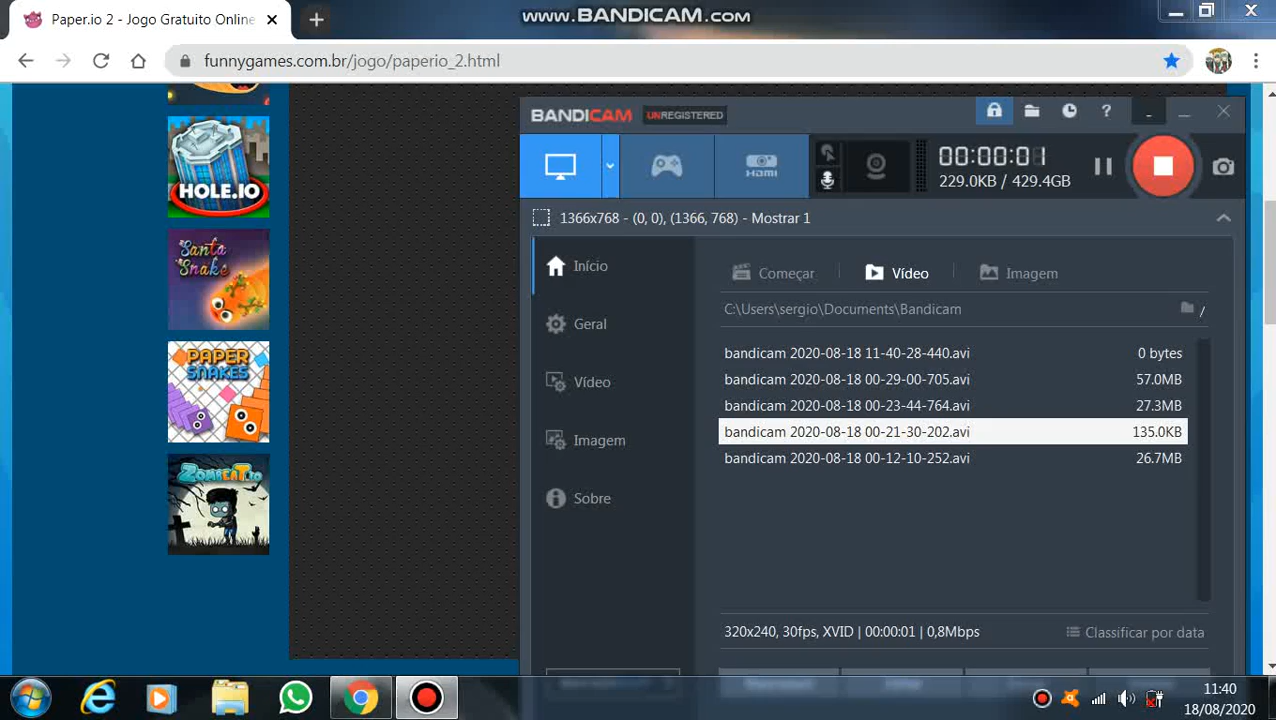 Paper.io 2 - Jogo Gratuito Online
www.BANDICAM.com
funnygames.com.br/jogo/paperio_2.html
HOLE.IO
Santa
Snake
PAPER
SNAKES
ZOMBEAT.IO
BANDICAM UNREGISTERED
?
HDMI
00:00:01
229.0KB / 429.4GB
1366x768 - (0, 0), (1366, 768) - Mostrar 1
Início
Geral
Vídeo
Imagem
Sobre
Começar
Vídeo
Imagem
C:\Users\sergio\Documents\Bandicam
/
bandicam 2020-08-18 11-40-28-440.avi 0 bytes
bandicam 2020-08-18 00-29-00-705.avi 57.0MB
bandicam 2020-08-18 00-23-44-764.avi 27.3MB
bandicam 2020-08-18 00-21-30-202.avi 135.0KB
bandicam 2020-08-18 00-12-10-252.avi 26.7MB
320x240, 30fps, XVID | 00:00:01 | 0,8Mbps
Classificar por data
11:40
18/08/2020